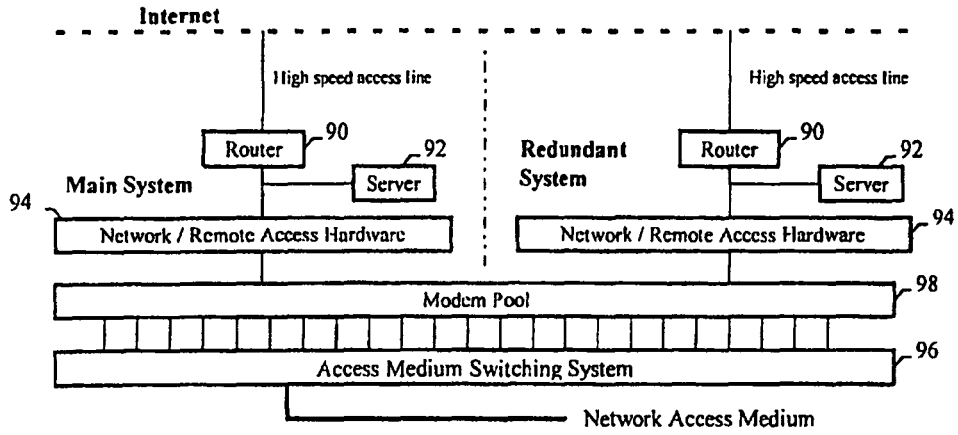 Internet
High speed access line
High speed access line
90
90
Router
Router
92
92
Redundant
System
Main System
Server
Server
94
94
Network / Remote Access Hardware
Network / Remote Access Hardware
98
Modem Pool
96
Access Medium Switching System
Network Access Medium